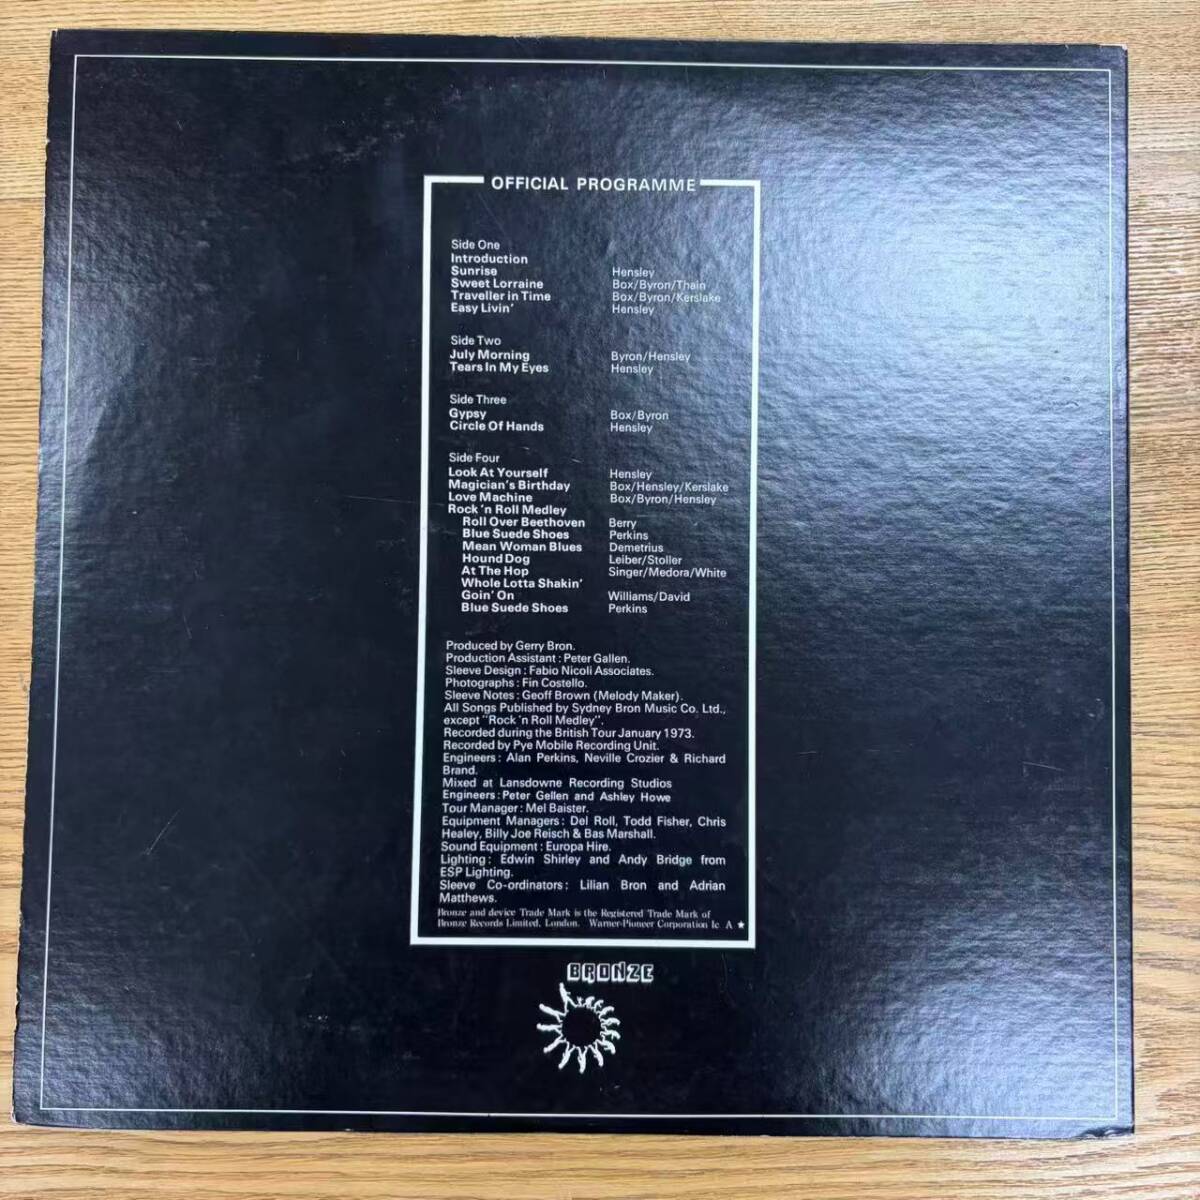 OFFICIAL PROGRAMME
Side One
Introduction
Sunrise Hensley
Sweet Lorraine Box/Byron/Thain
Traveller in Time Box/Byron/Kerslake
Easy Livin' Hensley
Side Two
July Morning Byron/Hensley
Tears In My Eyes Hensley
Side Three
Gypsy Box/Byron
Circle Of Hands Hensley
Side Four
Look At Yourself Hensley
Magician's Birthday Box/Hensley/Kerslake
Love Machine Box/Byron/Hensley
Rock 'n Roll Medley
Roll Over Beethoven Berry
Blue Suede Shoes Perkins
Mean Woman Blues Demetrius
Hound Dog Leiber/Stoller
At The Hop Singer/Medora/White
Whole Lotta Shakin'
Goin' On Williams/David
Blue Suede Shoes Perkins
Produced by Gerry Bron.
Production Assistant: Peter Gallen.
Sleeve Design: Fabio Nicoli Associates.
Photographs: Fin Costello.
Sleeve Notes: Geoff Brown (Melody Maker).
All Songs Published by Sydney Bron Music Co. Ltd.,
except "Rock 'n Roll Medley".
Recorded during the British Tour January 1973.
Recorded by Pye Mobile Recording Unit.
Engineers: Alan Perkins, Neville Crozier & Richard
Brand.
Mixed at Lansdowne Recording Studios
Engineers: Peter Gellen and Ashley Howe
Tour Manager: Mel Baister.
Equipment Managers: Del Roll, Todd Fisher, Chris
Healey, Billy Joe Reisch & Bas Marshall.
Sound Equipment: Europa Hire.
Lighting: Edwin Shirley and Andy Bridge from
ESP Lighting.
Sleeve Co-ordinators: Lilian Bron and Adrian
Matthews.
Bronze and device Trade Mark is the Registered Trade Mark of
Bronze Records Limited, London. Warner-Pioneer Corporation Ic A ★
BRONZE